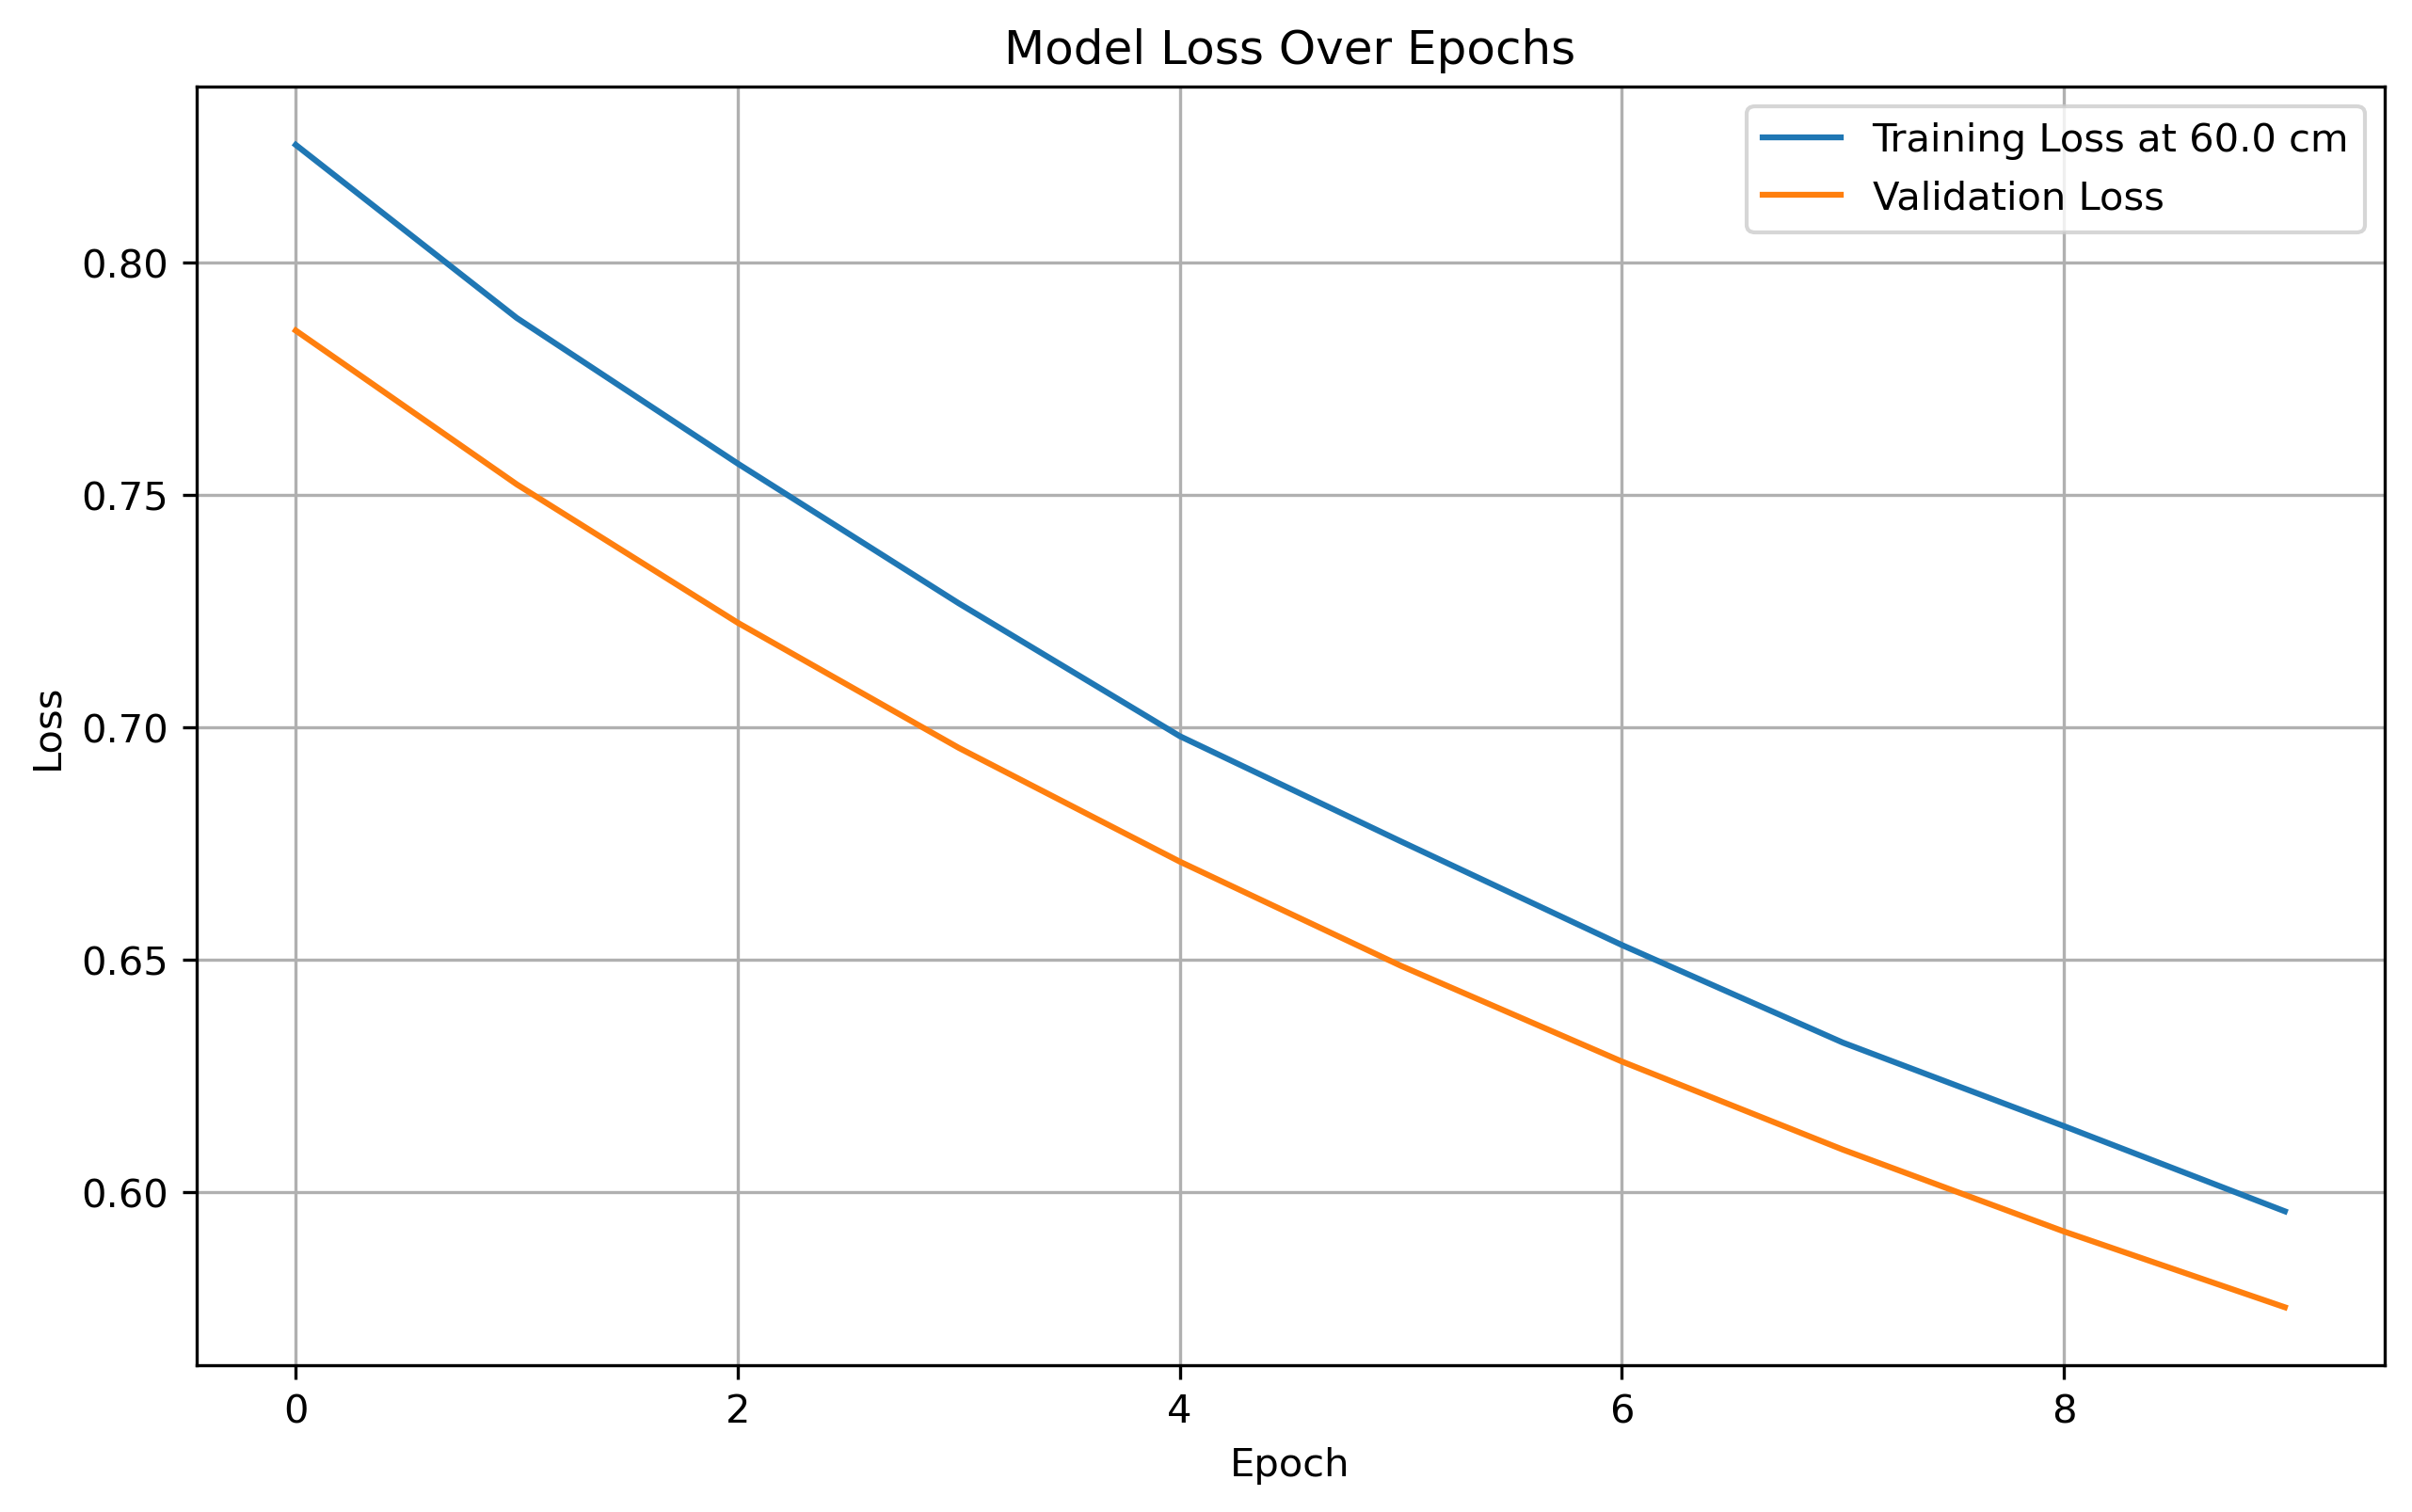 Model Loss Over Epochs
Training Loss at 60.0 cm
Validation Loss
0.80
0.75
0.70
0.65
0.60
Loss
0 2 4 6 8
Epoch